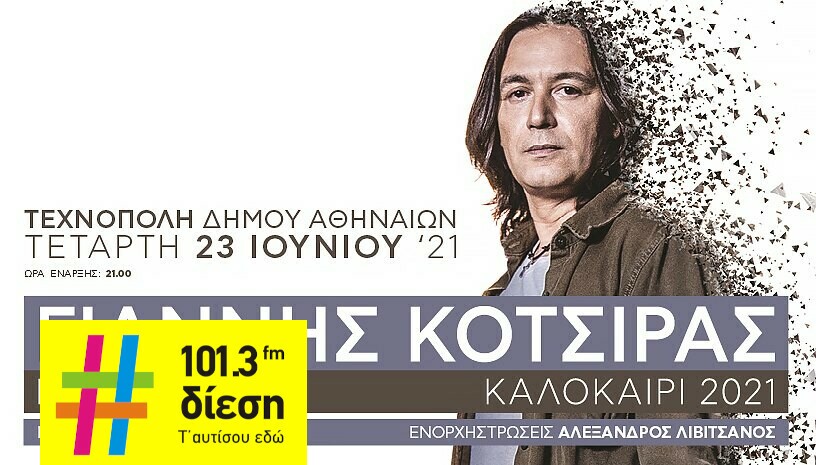 ΤΕΧΝΟΠΟΛΗ ΔΗΜΟΥ ΑΘΗΝΑΙΩΝ
ΤΕΤΑΡΤΗ 23 ΙΟΥΝΙΟΥ ‘21
ΩΡΑ ΕΝΑΡΞΗΣ: 21.00
ΓΙΑΝΝΗΣ ΚΟΤΣΙΡΑΣ
ΚΑΛΟΚΑΙΡΙ 2021
ΕΝΟΡΧΗΣΤΡΩΣΕΙΣ ΑΛΕΞΑΝΔΡΟΣ ΛΙΒΙΤΣΑΝΟΣ
101.3 fm
δίεση
Τ'αυτίσου εδώ